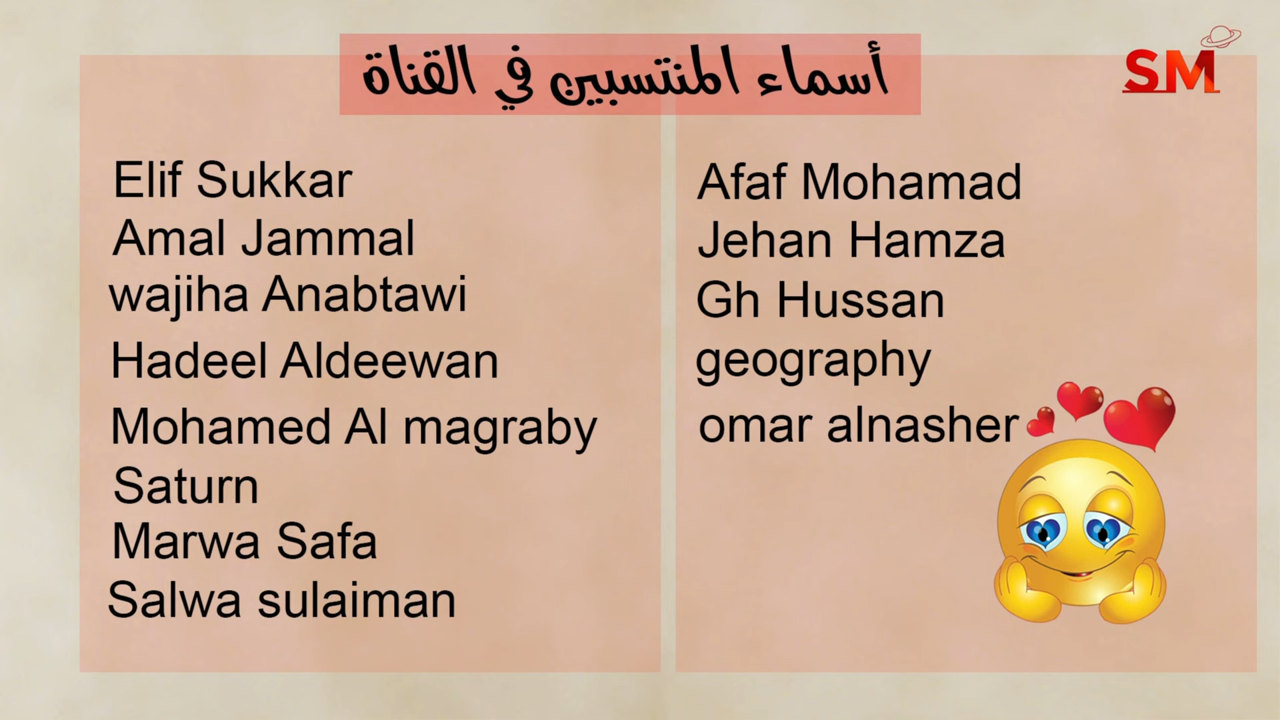 أسماء المنتسبين في القناة
SM
Elif Sukkar
Amal Jammal
wajiha Anabtawi
Hadeel Aldeewan
Mohamed Al magraby
Saturn
Marwa Safa
Salwa sulaiman
Afaf Mohamad
Jehan Hamza
Gh Hussan
geography
omar alnasher